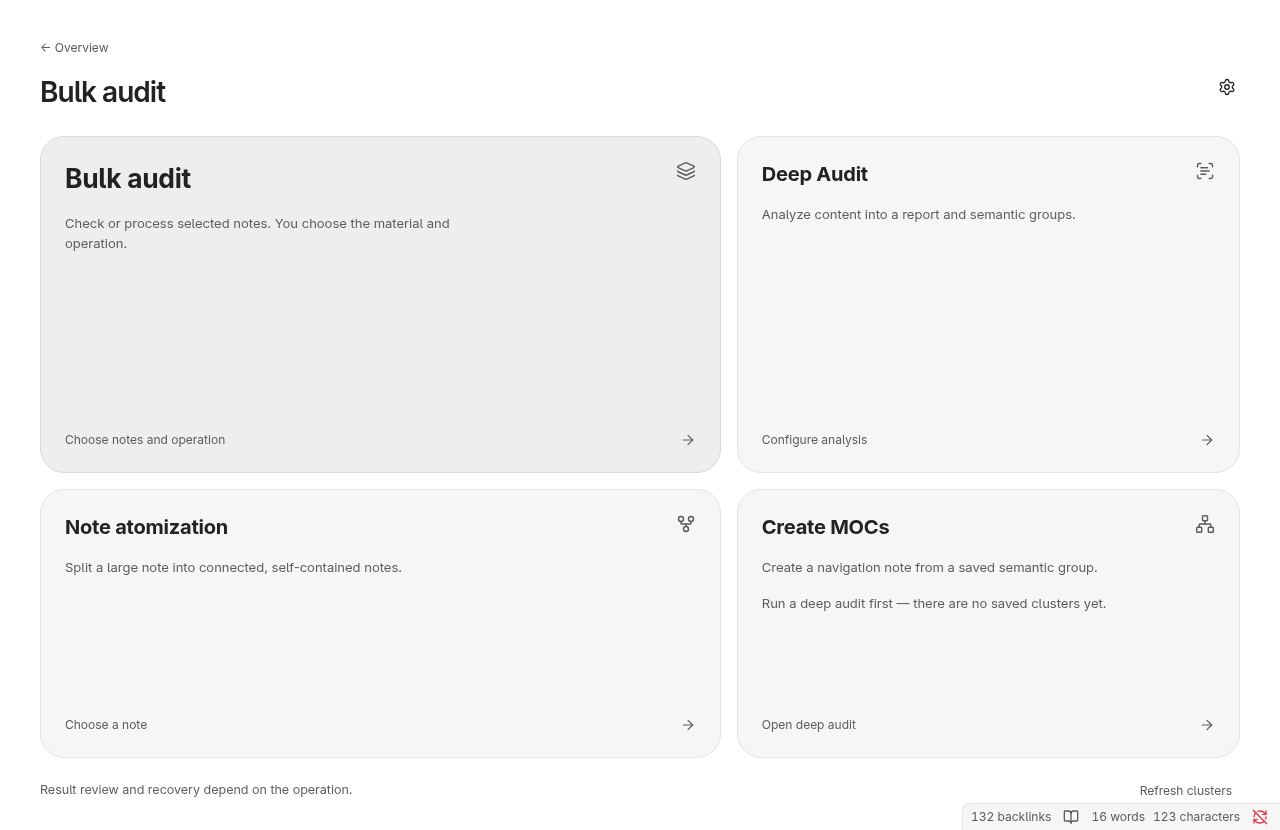 ← Overview
Bulk audit
Bulk audit
Check or process selected notes. You choose the material and
operation.
Choose notes and operation
Deep Audit
Analyze content into a report and semantic groups.
Configure analysis
Note atomization
Split a large note into connected, self-contained notes.
Choose a note
Create MOCs
Create a navigation note from a saved semantic group.
Run a deep audit first — there are no saved clusters yet.
Open deep audit
Result review and recovery depend on the operation.
Refresh clusters
132 backlinks 16 words 123 characters